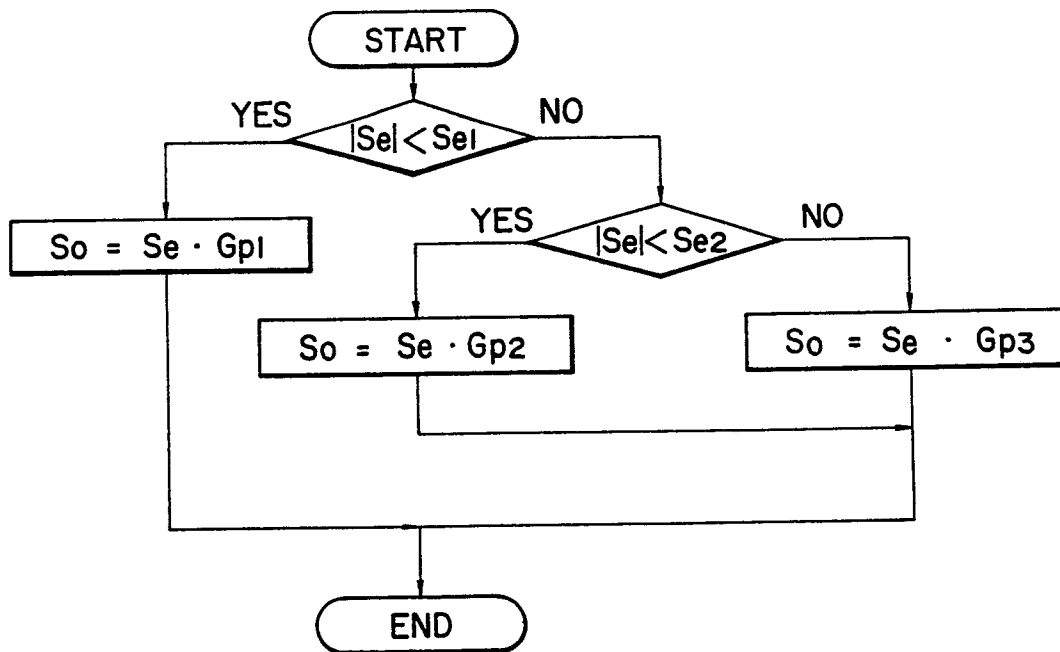 START
YES
|Se| < Se1
NO
So = Se · Gp1
YES
|Se| < Se2
NO
So = Se · Gp2
So = Se · Gp3
END